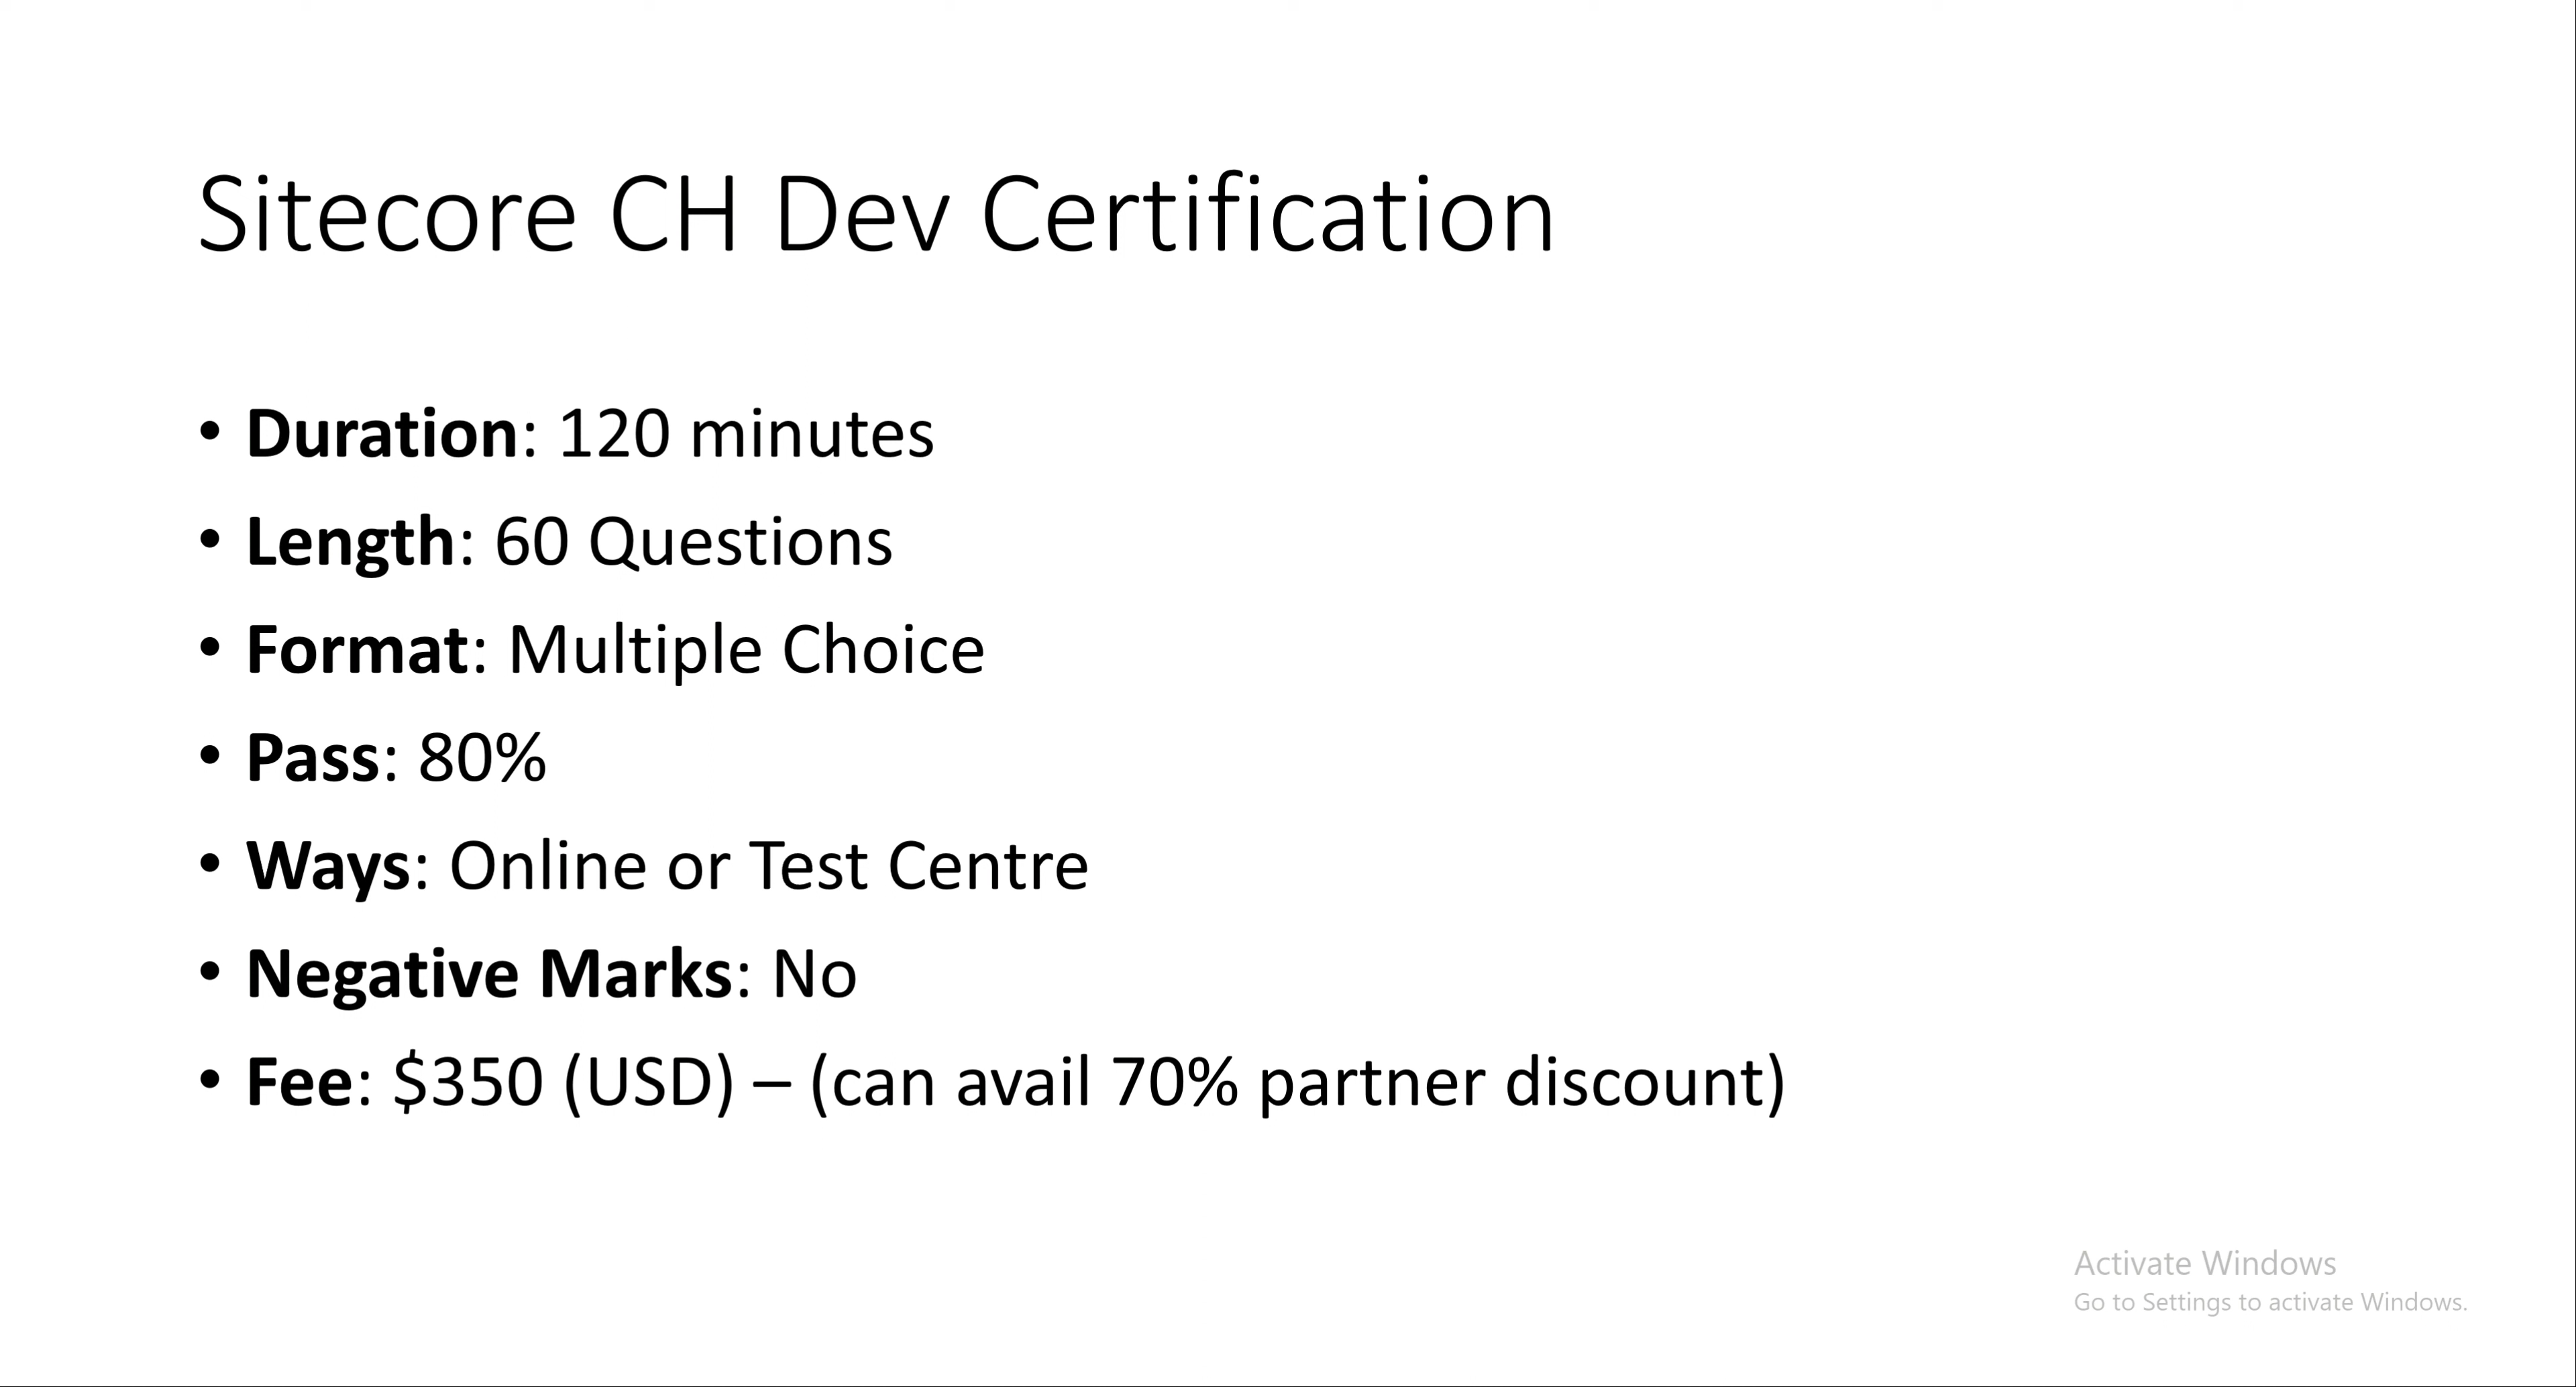 Sitecore CH Dev Certification
• Duration: 120 minutes
• Length: 60 Questions
• Format: Multiple Choice
• Pass: 80%
• Ways: Online or Test Centre
• Negative Marks: No
• Fee: $350 (USD) – (can avail 70% partner discount)
Activate Windows
Go to Settings to activate Windows.